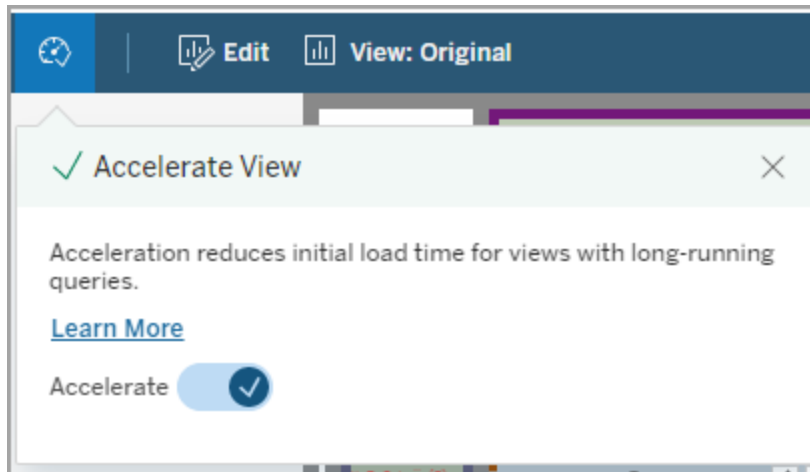 Edit View: Original
Accelerate View
Acceleration reduces initial load time for views with long-running
queries.
Learn More
Accelerate